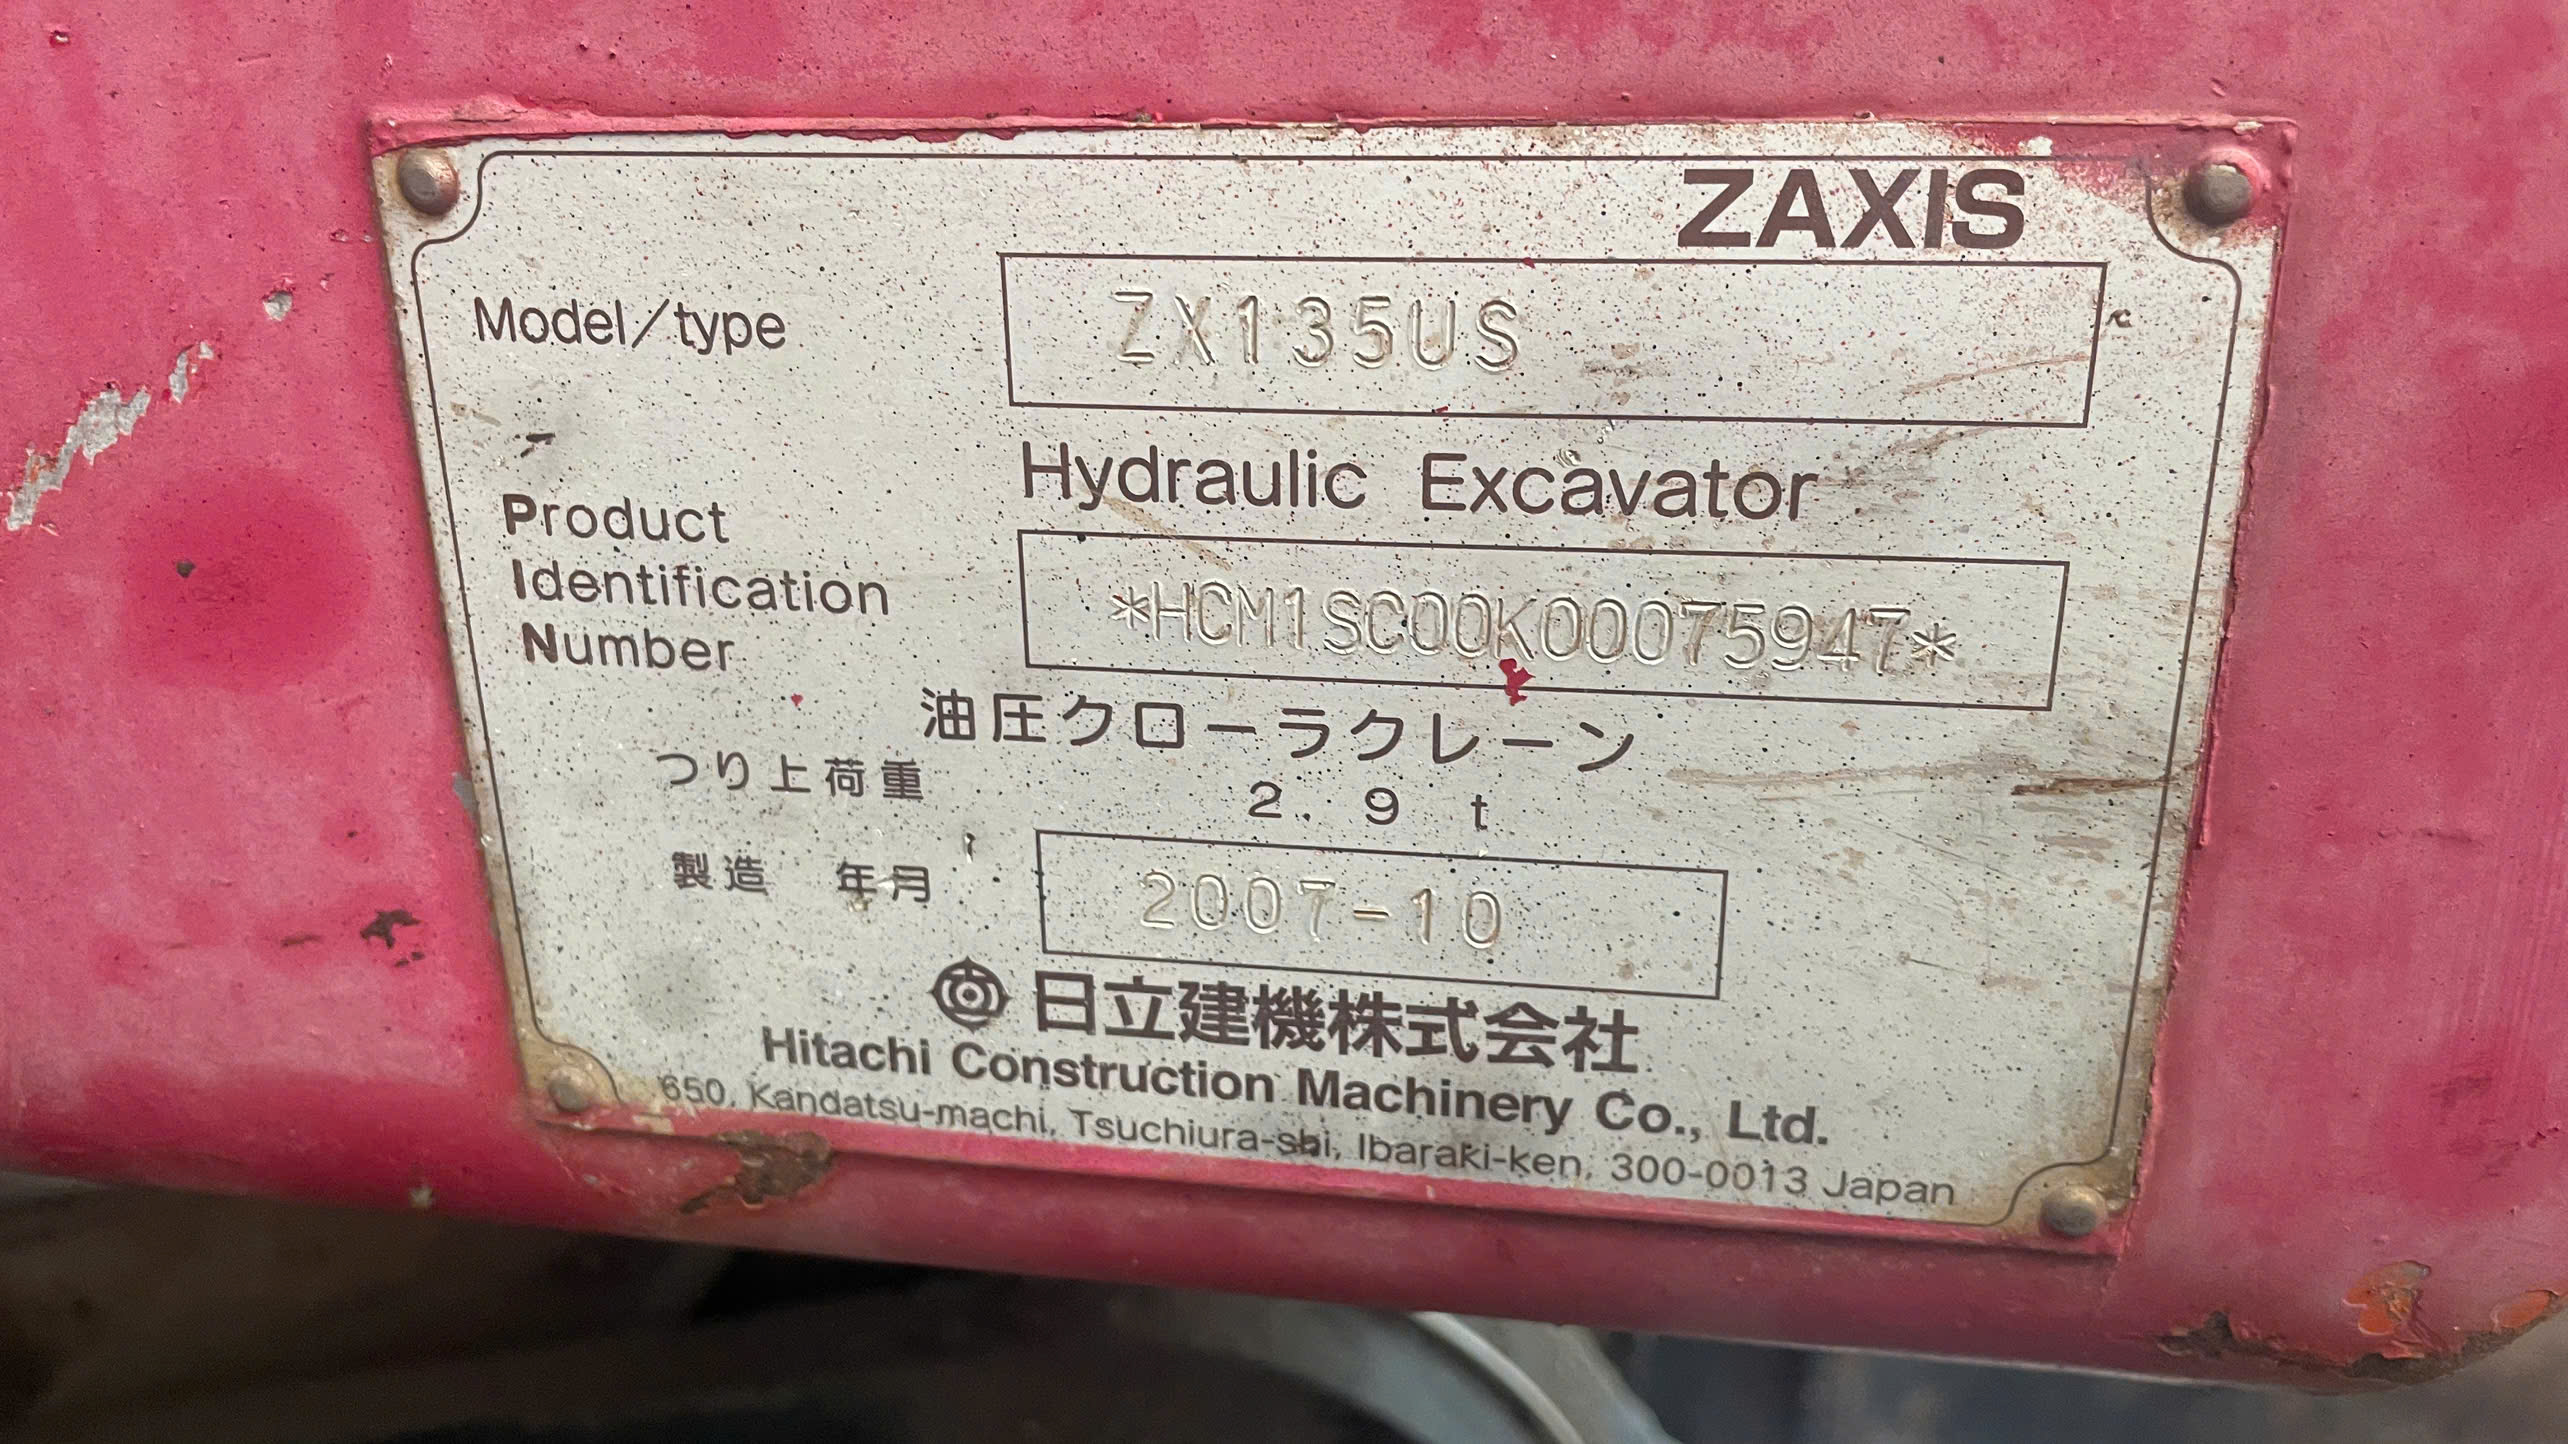 ZAXIS
Model/type ZX135US
Hydraulic Excavator
Product
Identification
Number
*HCM1SC00K00075947*
油圧クローラクレーン
つり上荷重 2.9 t
製造 年月 2007-10
日立建機株式会社
Hitachi Construction Machinery Co., Ltd.
650, Kandatsu-machi, Tsuchiura-shi, Ibaraki-ken, 300-0013 Japan